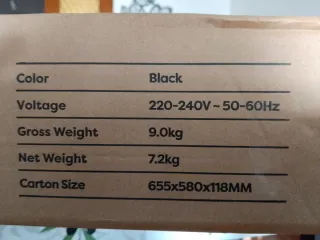 Color Black
Voltage 220-240V ~ 50-60Hz
Gross Weight 9.0kg
Net Weight 7.2kg
Carton Size 655x580x118MM